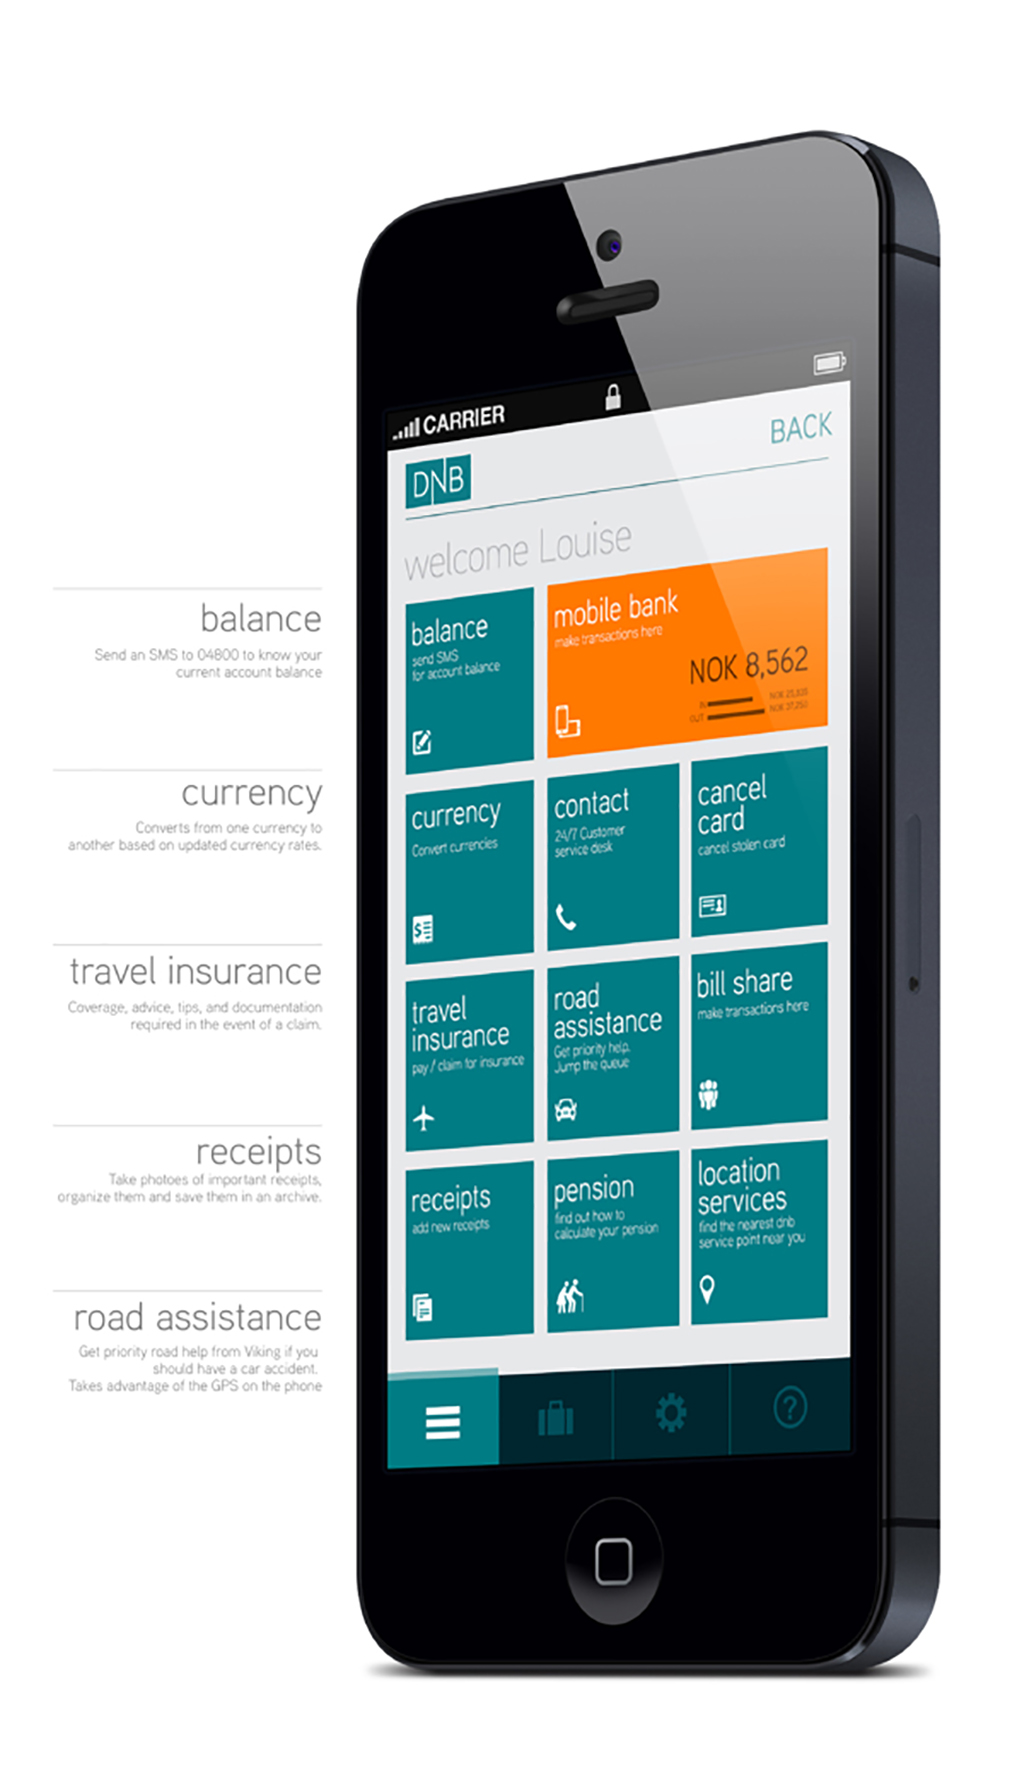 balance
Send an SMS to 04800 to know your
current account balance
currency
Converts from one currency to
another based on updated currency rates.
travel insurance
Coverage, advice, tips, and documentation
required in the event of a claim.
receipts
Take photoes of important receipts,
organize them and save them in an archive.
road assistance
Get priority road help from Viking if you
should have a car accident.
Takes advantage of the GPS on the phone
CARRIER
DNB
BACK
welcome Louise
balance
send SMS
for account balance
mobile bank
make transactions here
NOK 8,562
IN
OUT
currency
Convert currencies
contact
24/7 Customer
service desk
cancel
card
cancel stolen card
travel
insurance
pay / claim for insurance
road
assistance
Get priority help.
Jump the queue
bill share
make transactions here
receipts
add new receipts
pension
find out how to
calculate your pension
location
services
find the nearest dnb
service point near you